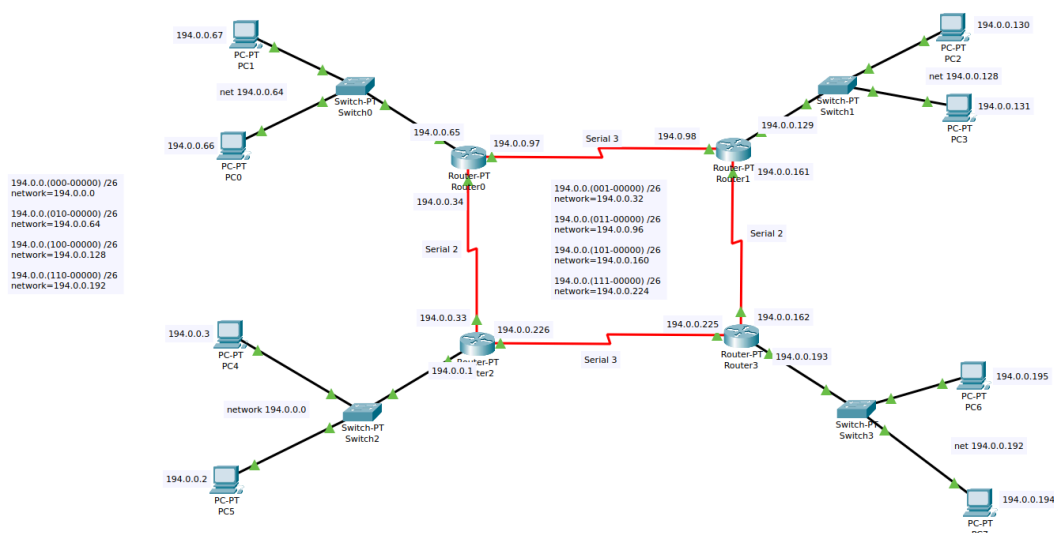 194.0.0.67
PC-PT
PC1
net 194.0.0.64
Switch-PT
Switch0
194.0.0.66
PC-PT
PC0
194.0.0.65
194.0.0.97
Serial 3
194.0.98
Router-PT
Router0
194.0.0.34
Serial 2
194.0.0.130
PC-PT
PC2
net 194.0.0.128
Switch-PT
Switch1
194.0.0.131
PC-PT
PC3
194.0.0.129
194.0.0.161
Router-PT
Router1
Serial 2
194.0.0.(000-00000) /26
network=194.0.0.0
194.0.0.(010-00000) /26
network=194.0.0.64
194.0.0.(100-00000) /26
network=194.0.0.128
194.0.0.(110-00000) /26
network=194.0.0.192
194.0.0.(001-00000) /26
network=194.0.0.32
194.0.0.(011-00000) /26
network=194.0.0.96
194.0.0.(101-00000) /26
network=194.0.0.160
194.0.0.(111-00000) /26
network=194.0.0.224
194.0.0.33
194.0.0.226
Serial 3
194.0.0.225
194.0.0.162
194.0.0.3
PC-PT
PC4
Router-PT
194.0.0.1
network 194.0.0.0
Switch-PT
Switch2
194.0.0.2
PC-PT
PC5
Router-PT
Router3
194.0.0.193
194.0.0.195
PC-PT
PC6
Switch-PT
Switch3
net 194.0.0.192
194.0.0.194
PC-PT